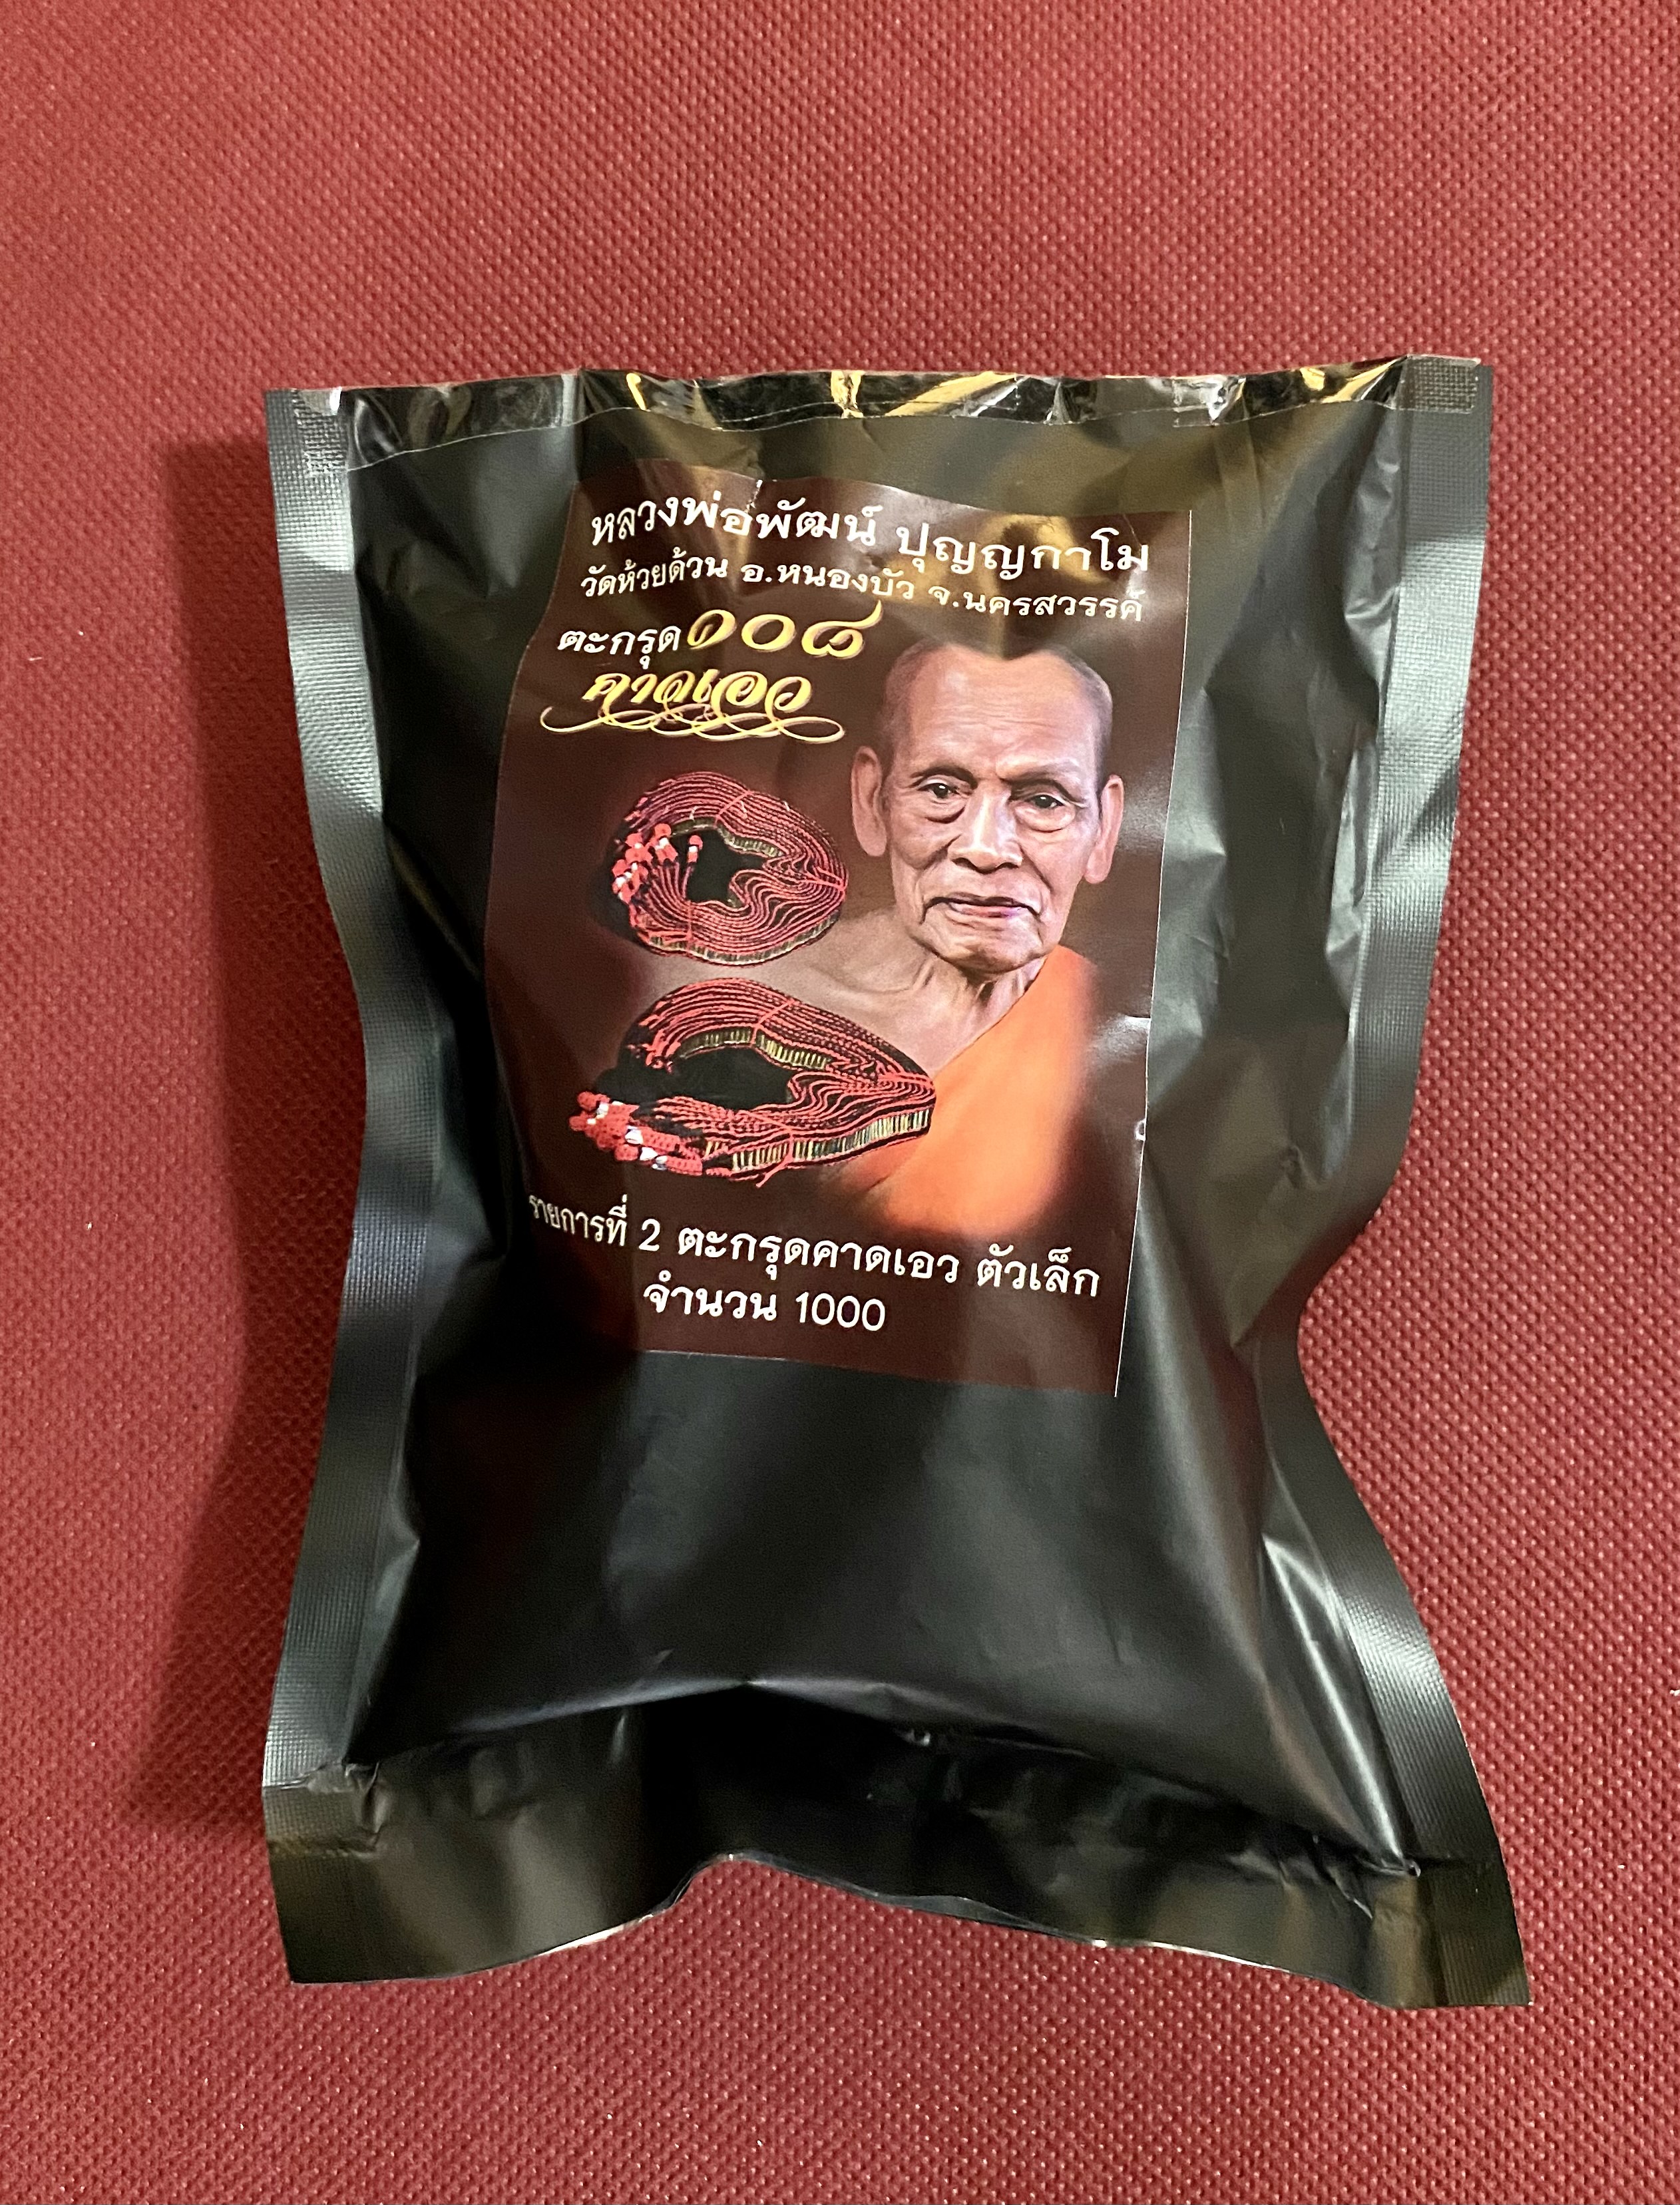 หลวงพ่อพัฒน์ ปุญญกาโม
วัดห้วยด้วน อ.หนองบัว จ.นครสวรรค์
ตะกรุด๑๐๘
คาดเอว
รายการที่ 2 ตะกรุดคาดเอว ตัวเล็ก
จำนวน 1000